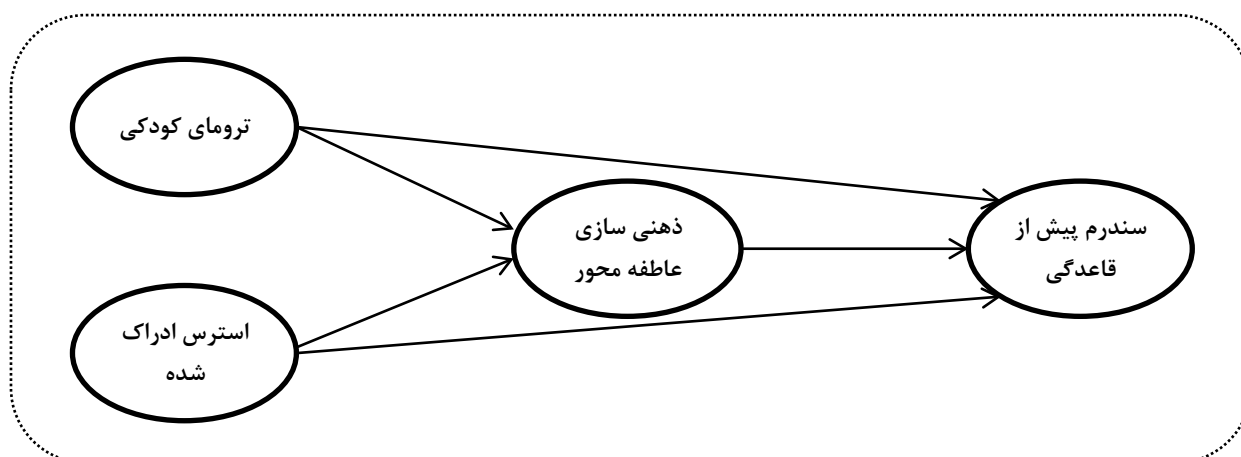 ترومای کودکی
استرس ادراک
شده
ذهنی سازی
عاطفه محور
سندرم پیش از
قاعدگی